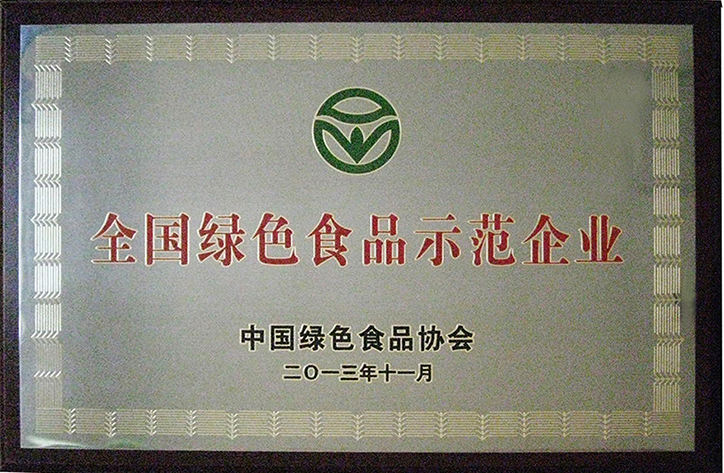 全国绿色食品示范企业
中国绿色食品协会
二〇一三年十一月